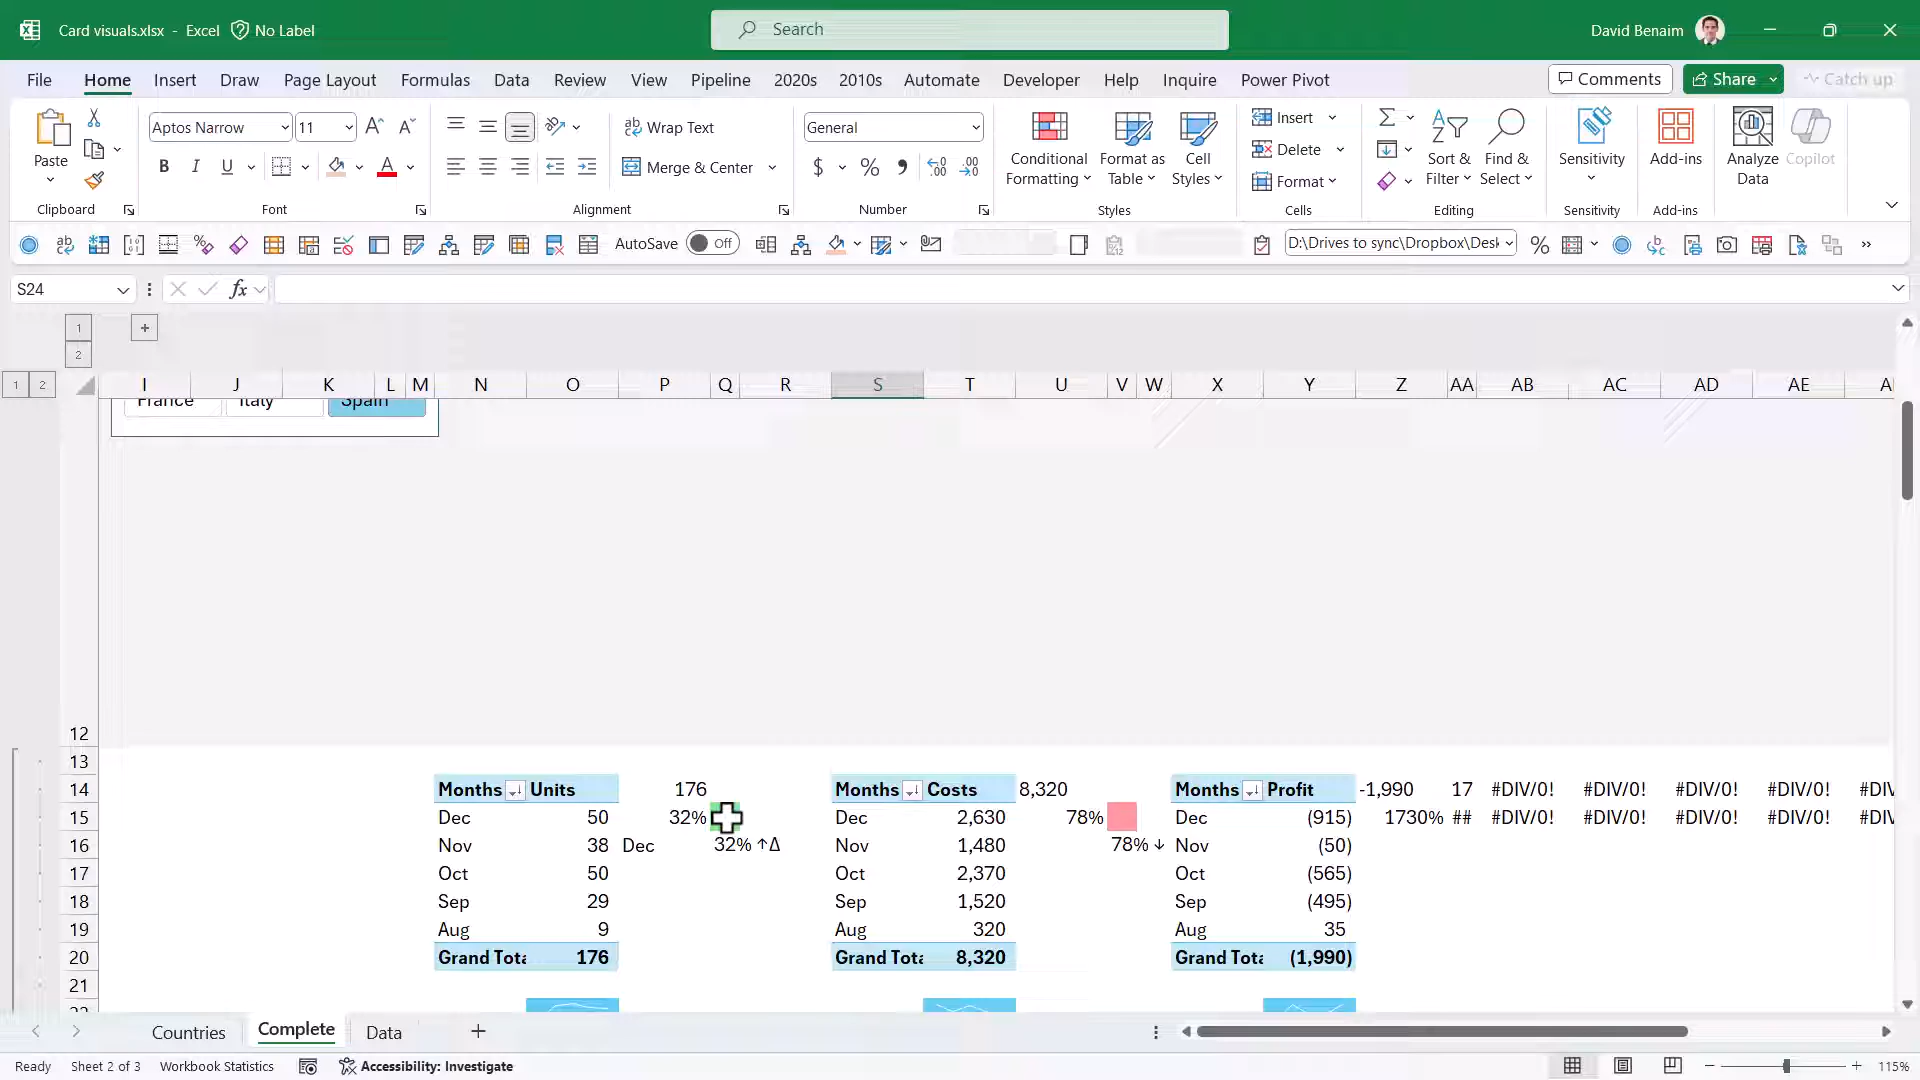 Card visuals.xlsx - Excel No Label
Search
David Benaim
File Home Insert Draw Page Layout Formulas Data Review View Pipeline 2020s 2010s Automate Developer Help Inquire Power Pivot
Comments Share Catch up
Paste
Clipboard
Aptos Narrow 11
B I U A
Font
Wrap Text
Merge & Center
Alignment
General
$ % ,
Number
Conditional Formatting
Format as Table
Cell Styles
Styles
Insert
Delete
Format
Cells
Sort & Filter
Find & Select
Editing
Sensitivity
Sensitivity
Add-ins
Add-ins
Analyze Data
Copilot
AutoSave Off
D:\Drives to sync\Dropbox\Desk
S24 fx
1
2
1 2
I J K L M N O P Q R S T U V W X Y Z AA AB AC AD AE
France Italy Spain
12
13
14 Months Units 176 Months Costs 8,320 Months Profit -1,990 17 #DIV/0! #DIV/0! #DIV/0! #DIV/0! #DIV
15 Dec 50 32% Dec 2,630 78% Dec (915) 1730% ## #DIV/0! #DIV/0! #DIV/0! #DIV/0! #DIV
16 Nov 38 Dec 32% ↑Δ Nov 1,480 78% ↓ Nov (50)
17 Oct 50 Oct 2,370 Oct (565)
18 Sep 29 Sep 1,520 Sep (495)
19 Aug 9 Aug 320 Aug 35
20 Grand Tota 176 Grand Tota 8,320 Grand Tota (1,990)
21
22
Countries Complete Data
Ready Sheet 2 of 3 Workbook Statistics Accessibility: Investigate 115%